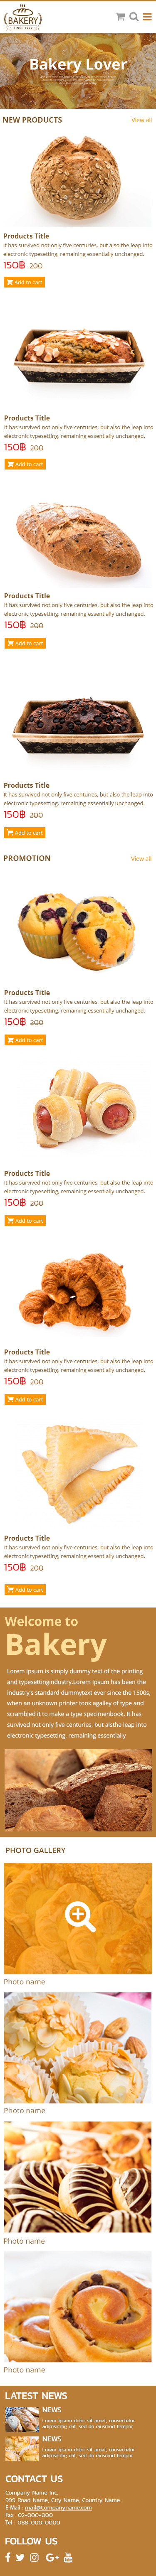 BAKERY
SINCE 1989
Bakery Lover
NEW PRODUCTS
View all
Products Title
It has survived not only five centuries, but also the leap into
electronic typesetting, remaining essentially unchanged.
150฿ 200
Add to cart
Products Title
It has survived not only five centuries, but also the leap into
electronic typesetting, remaining essentially unchanged.
150฿ 200
Add to cart
Products Title
It has survived not only five centuries, but also the leap into
electronic typesetting, remaining essentially unchanged.
150฿ 200
Add to cart
Products Title
It has survived not only five centuries, but also the leap into
electronic typesetting, remaining essentially unchanged.
150฿ 200
Add to cart
PROMOTION
View all
Products Title
It has survived not only five centuries, but also the leap into
electronic typesetting, remaining essentially unchanged.
150฿ 200
Add to cart
Products Title
It has survived not only five centuries, but also the leap into
electronic typesetting, remaining essentially unchanged.
150฿ 200
Add to cart
Products Title
It has survived not only five centuries, but also the leap into
electronic typesetting, remaining essentially unchanged.
150฿ 200
Add to cart
Products Title
It has survived not only five centuries, but also the leap into
electronic typesetting, remaining essentially unchanged.
150฿ 200
Add to cart
Welcome to
Bakery
Lorem Ipsum is simply dummy text of the printing
and typesettingindustry.Lorem Ipsum has been the
industry's standard dummytext ever since the 1500s,
when an unknown printer took agalley of type and
scrambled it to make a type specimenbook. It has
survived not only five centuries, but alsthe leap into
electronic typesetting, remaining essentially
PHOTO GALLERY
Photo name
Photo name
Photo name
Photo name
LATEST NEWS
NEWS
Lorem ipsum dolor sit amet, consectetur
adipisicing elit, sed do eiusmod tempor
NEWS
Lorem ipsum dolor sit amet, consectetur
adipisicing elit, sed do eiusmod tempor
CONTACT US
Company Name Inc.
999 Road Name, City Name, Country Name
E-Mail : mail@Companyname.com
Fax : 02-000-000
Tel : 088-000-0000
FOLLOW US